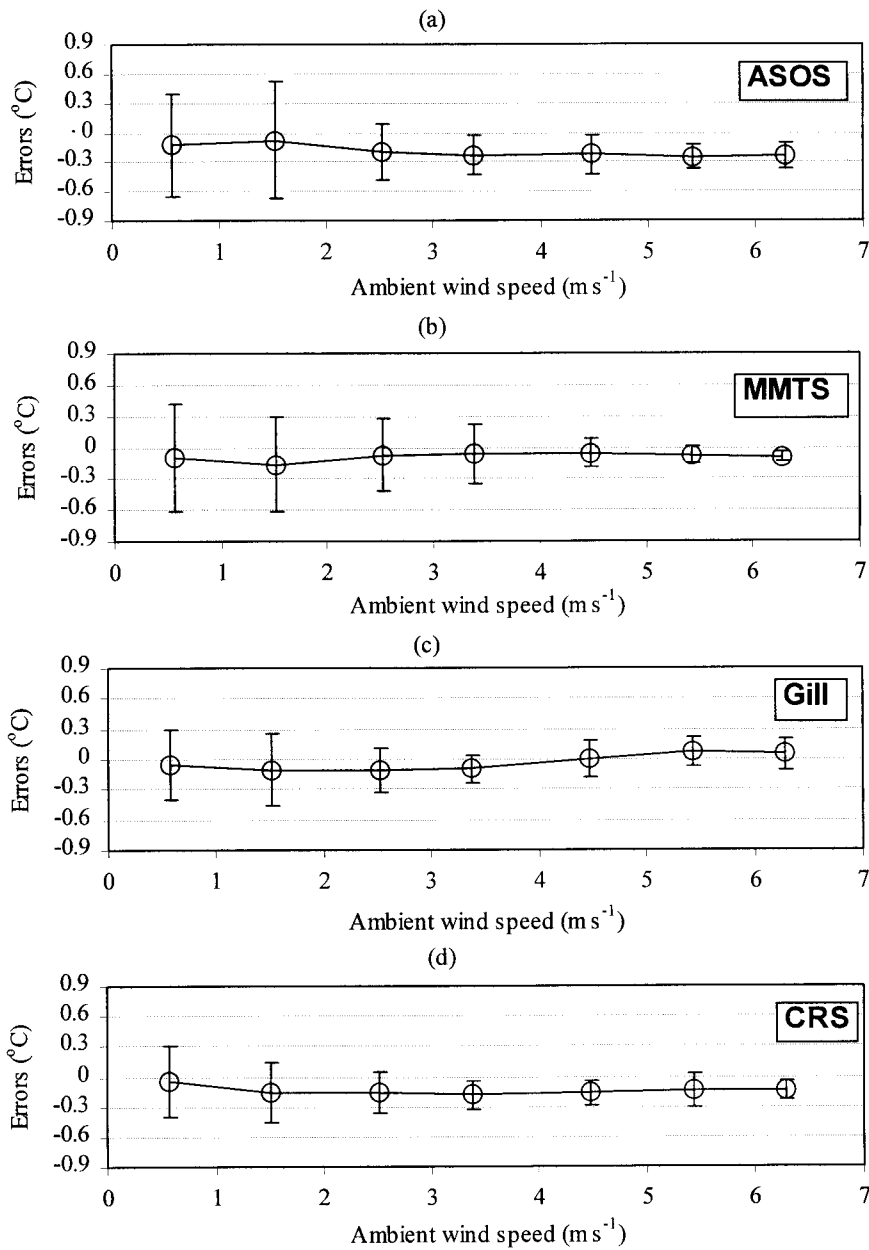 (a)
0.9
0.6
0.3
0
-0.3
-0.6
-0.9
Errors (°C)
ASOS
0 1 2 3 4 5 6 7
Ambient wind speed (m s⁻¹)
(b)
0.9
0.6
0.3
0
-0.3
-0.6
-0.9
Errors (°C)
MMTS
0 1 2 3 4 5 6 7
Ambient wind speed (m s⁻¹)
(c)
0.9
0.6
0.3
0
-0.3
-0.6
-0.9
Errors (°C)
Gill
0 1 2 3 4 5 6 7
Ambient wind speed (m s⁻¹)
(d)
0.9
0.6
0.3
0
-0.3
-0.6
-0.9
Errors (°C)
CRS
0 1 2 3 4 5 6 7
Ambient wind speed (m s⁻¹)